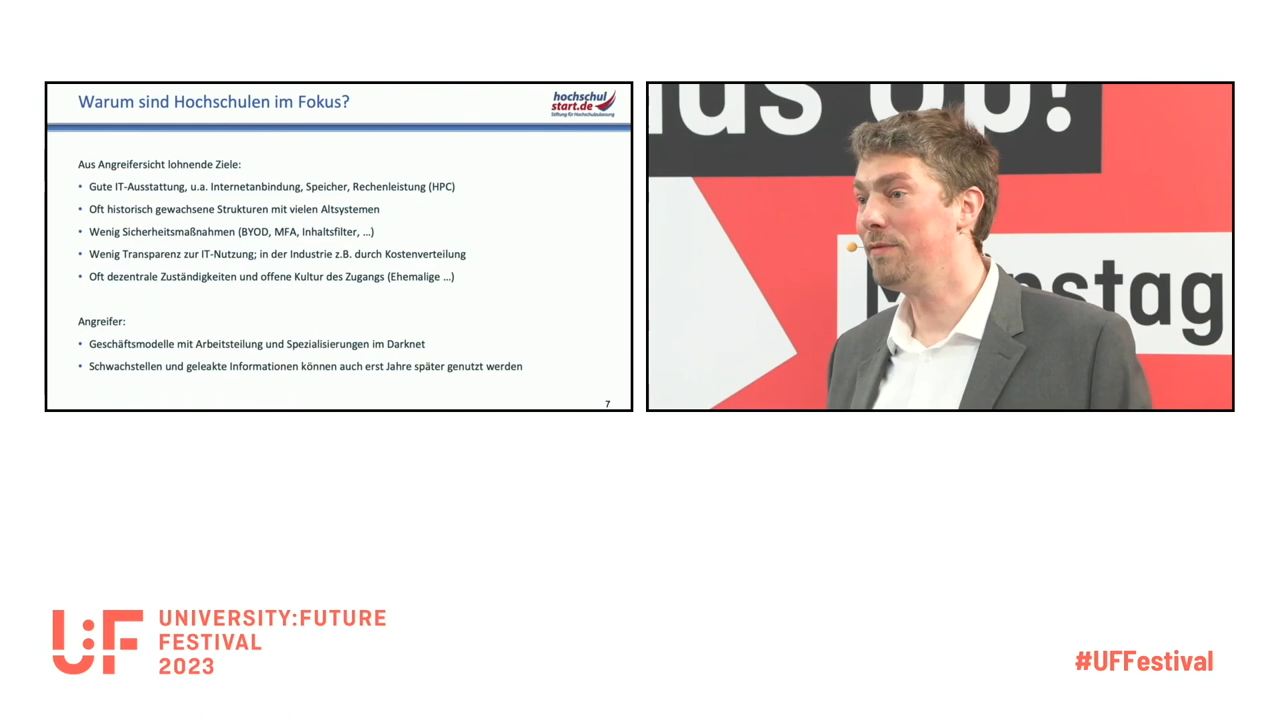 Warum sind Hochschulen im Fokus?
hochschul
start.de
Stiftung für Hochschulzulassung
Aus Angreifersicht lohnende Ziele:
• Gute IT-Ausstattung, u.a. Internetanbindung, Speicher, Rechenleistung (HPC)
• Oft historisch gewachsene Strukturen mit vielen Altsystemen
• Wenig Sicherheitsmaßnahmen (BYOD, MFA, Inhaltsfilter, ...)
• Wenig Transparenz zur IT-Nutzung; in der Industrie z.B. durch Kostenverteilung
• Oft dezentrale Zuständigkeiten und offene Kultur des Zugangs (Ehemalige ...)
Angreifer:
• Geschäftsmodelle mit Arbeitsteilung und Spezialisierungen im Darknet
• Schwachstellen und geleakte Informationen können auch erst Jahre später genutzt werden
7
U:F
UNIVERSITY:FUTURE
FESTIVAL
2023
#UFFestival